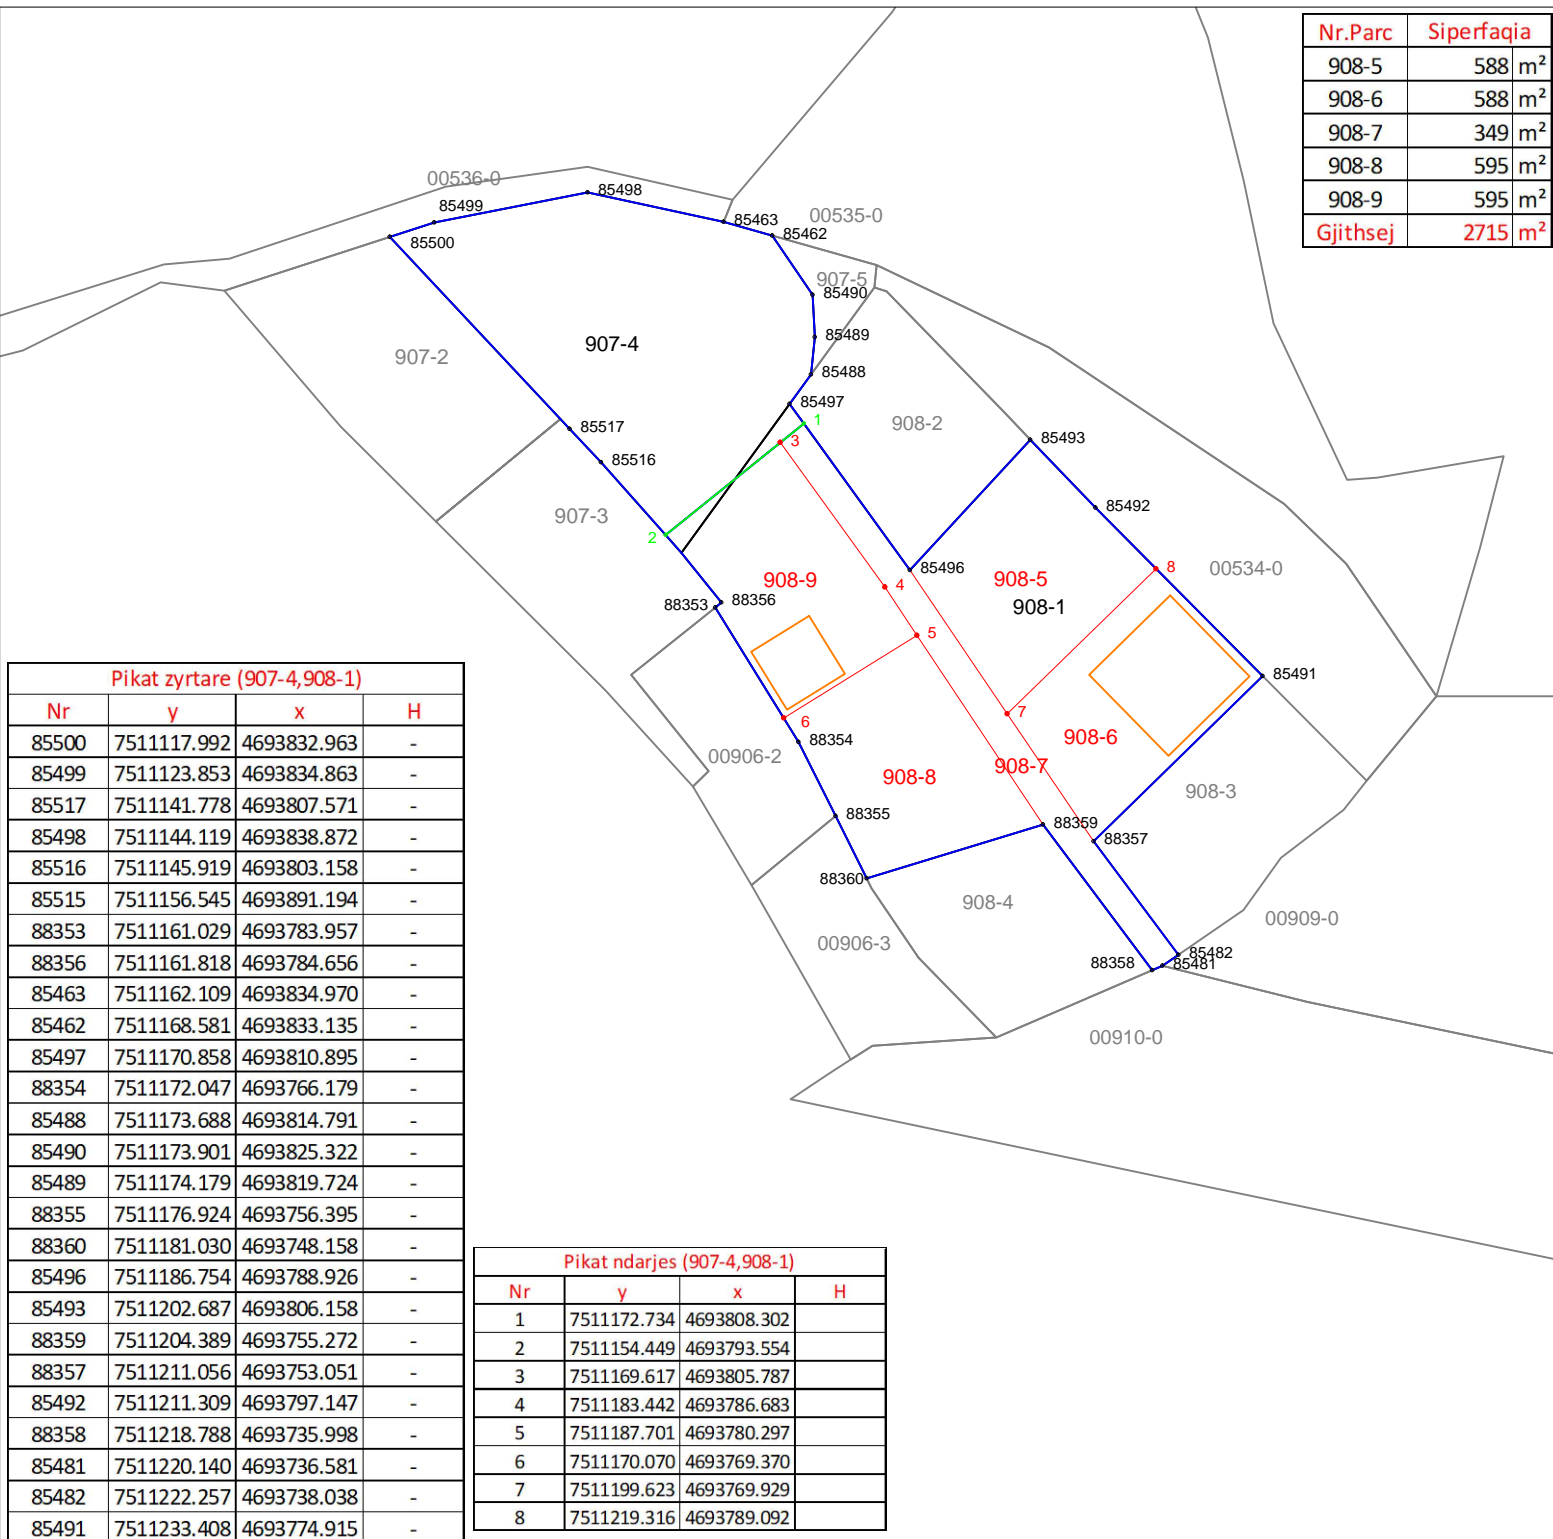 Nr.Parc Siperfaqia
908-5 588 m²
908-6 588 m²
908-7 349 m²
908-8 595 m²
908-9 595 m²
Gjithsej 2715 m²
00536-0
85498
85499
85463
00535-0
85462
85500
907-5
85490
85489
907-4
907-2
85488
85497
1
908-2
85517
3
85493
85516
85492
907-3
2
85496
8
00534-0
908-9
908-5
4
88353
88356
908-1
5
85491
7
6
908-6
88354
00906-2
908-7
908-8
908-3
88355
88359
88357
88360
908-4
00909-0
00906-3
85482
88358
85481
00910-0
Pikat zyrtare (907-4,908-1)
Nr y x H
85500 7511117.992 4693832.963 -
85499 7511123.853 4693834.863 -
85517 7511141.778 4693807.571 -
85498 7511144.119 4693838.872 -
85516 7511145.919 4693803.158 -
85515 7511156.545 4693891.194 -
88353 7511161.029 4693783.957 -
88356 7511161.818 4693784.656 -
85463 7511162.109 4693834.970 -
85462 7511168.581 4693833.135 -
85497 7511170.858 4693810.895 -
88354 7511172.047 4693766.179 -
85488 7511173.688 4693814.791 -
85490 7511173.901 4693825.322 -
85489 7511174.179 4693819.724 -
88355 7511176.924 4693756.395 -
88360 7511181.030 4693748.158 -
85496 7511186.754 4693788.926 -
85493 7511202.687 4693806.158 -
88359 7511204.389 4693755.272 -
88357 7511211.056 4693753.051 -
85492 7511211.309 4693797.147 -
88358 7511218.788 4693735.998 -
85481 7511220.140 4693736.581 -
85482 7511222.257 4693738.038 -
85491 7511233.408 4693774.915 -
Pikat ndarjes (907-4,908-1)
Nr y x H
1 7511172.734 4693808.302
2 7511154.449 4693793.554
3 7511169.617 4693805.787
4 7511183.442 4693786.683
5 7511187.701 4693780.297
6 7511170.070 4693769.370
7 7511199.623 4693769.929
8 7511219.316 4693789.092